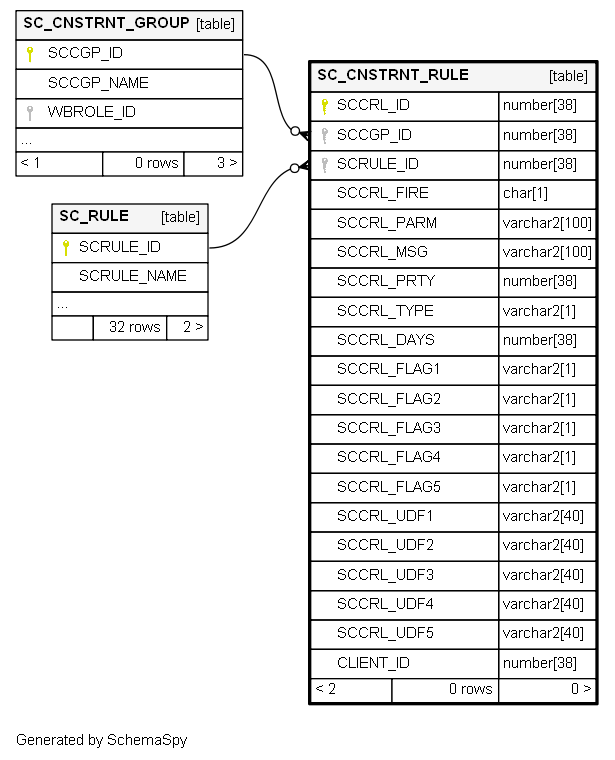 SC_CNSTRNT_GROUP [table]
SCCGP_ID
SCCGP_NAME
WBROLE_ID
...
< 1 0 rows 3 >
SC_RULE [table]
SCRULE_ID
SCRULE_NAME
...
32 rows 2 >
SC_CNSTRNT_RULE [table]
SCCRL_ID number[38]
SCCGP_ID number[38]
SCRULE_ID number[38]
SCCRL_FIRE char[1]
SCCRL_PARM varchar2[100]
SCCRL_MSG varchar2[100]
SCCRL_PRTY number[38]
SCCRL_TYPE varchar2[1]
SCCRL_DAYS number[38]
SCCRL_FLAG1 varchar2[1]
SCCRL_FLAG2 varchar2[1]
SCCRL_FLAG3 varchar2[1]
SCCRL_FLAG4 varchar2[1]
SCCRL_FLAG5 varchar2[1]
SCCRL_UDF1 varchar2[40]
SCCRL_UDF2 varchar2[40]
SCCRL_UDF3 varchar2[40]
SCCRL_UDF4 varchar2[40]
SCCRL_UDF5 varchar2[40]
CLIENT_ID number[38]
< 2 0 rows 0 >
Generated by SchemaSpy